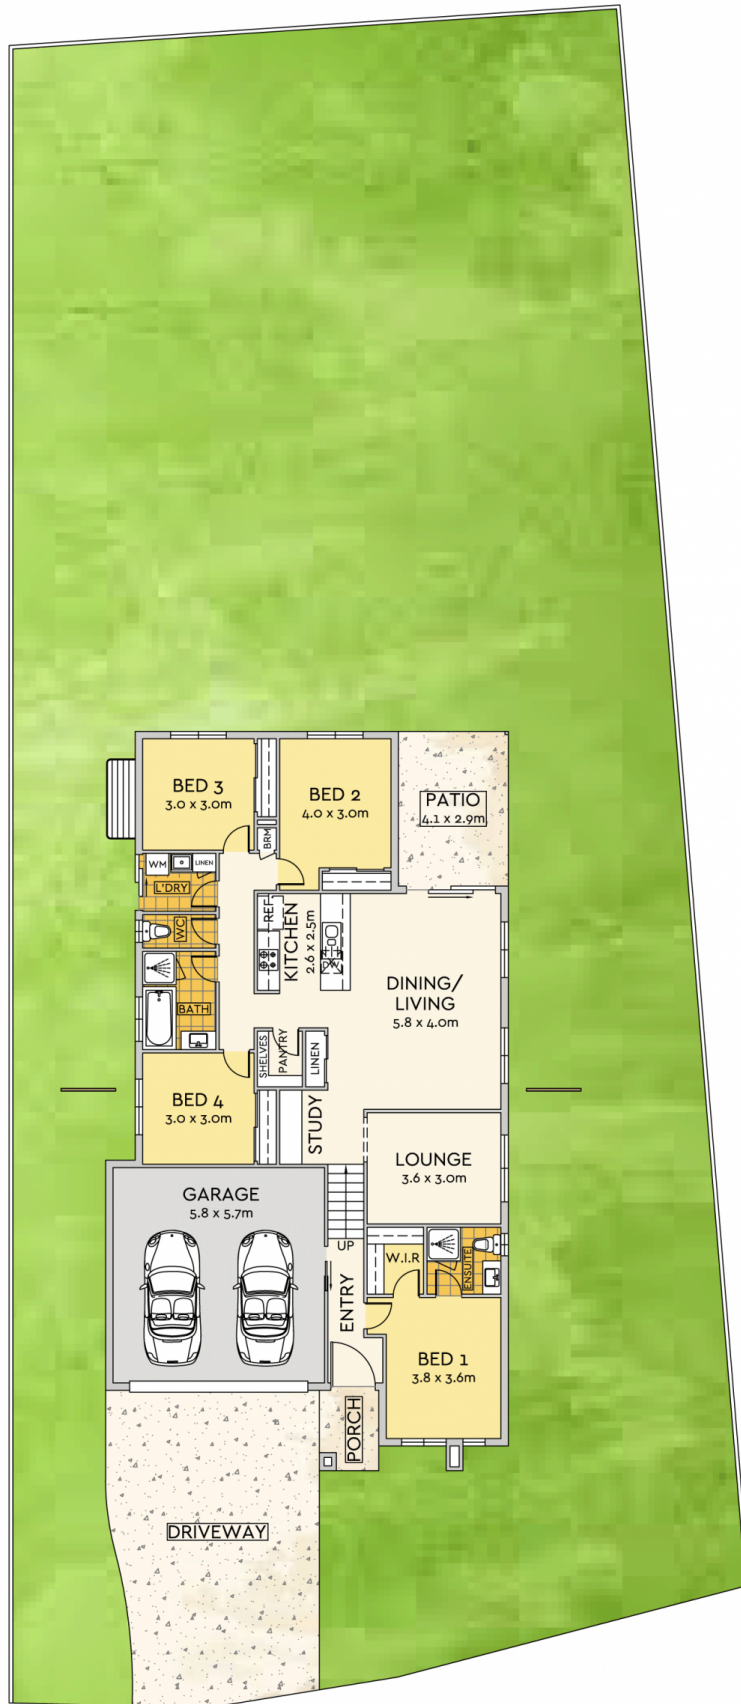 BED 3
3.0 x 3.0m
BED 2
4.0 x 3.0m
PATIO
4.1 x 2.9m
BRM
WM
LINEN
L'DRY
WC
REF
KITCHEN
2.6 x 2.5m
DW
DINING/
LIVING
5.8 x 4.0m
BATH
SHELVES
PANTRY
LINEN
BED 4
3.0 x 3.0m
STUDY
LOUNGE
3.6 x 3.0m
GARAGE
5.8 x 5.7m
UP
W.I.R
ENSUITE
ENTRY
BED 1
3.8 x 3.6m
PORCH
DRIVEWAY